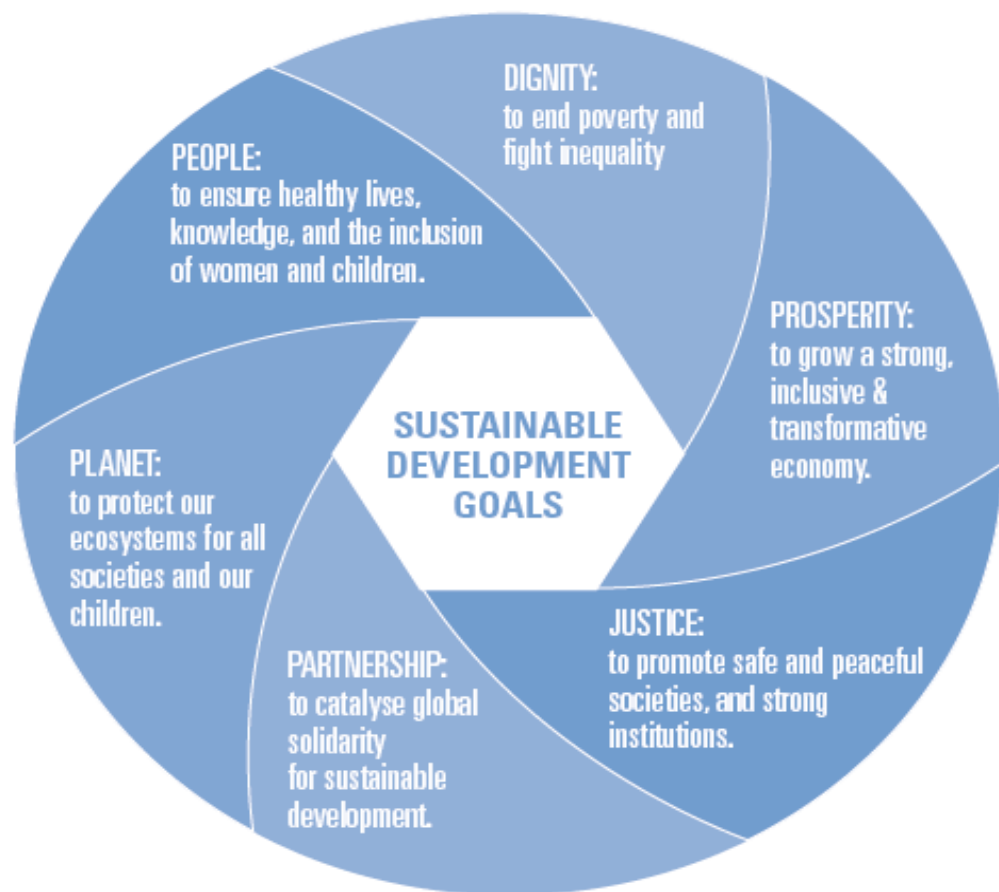 DIGNITY:
to end poverty and
fight inequality
PROSPERITY:
to grow a strong,
inclusive &
transformative
economy.
JUSTICE:
to promote safe and peaceful
societies, and strong
institutions.
PARTNERSHIP:
to catalyse global
solidarity
for sustainable
development.
PLANET:
to protect our
ecosystems for all
societies and our
children.
PEOPLE:
to ensure healthy lives,
knowledge, and the inclusion
of women and children.
SUSTAINABLE
DEVELOPMENT
GOALS